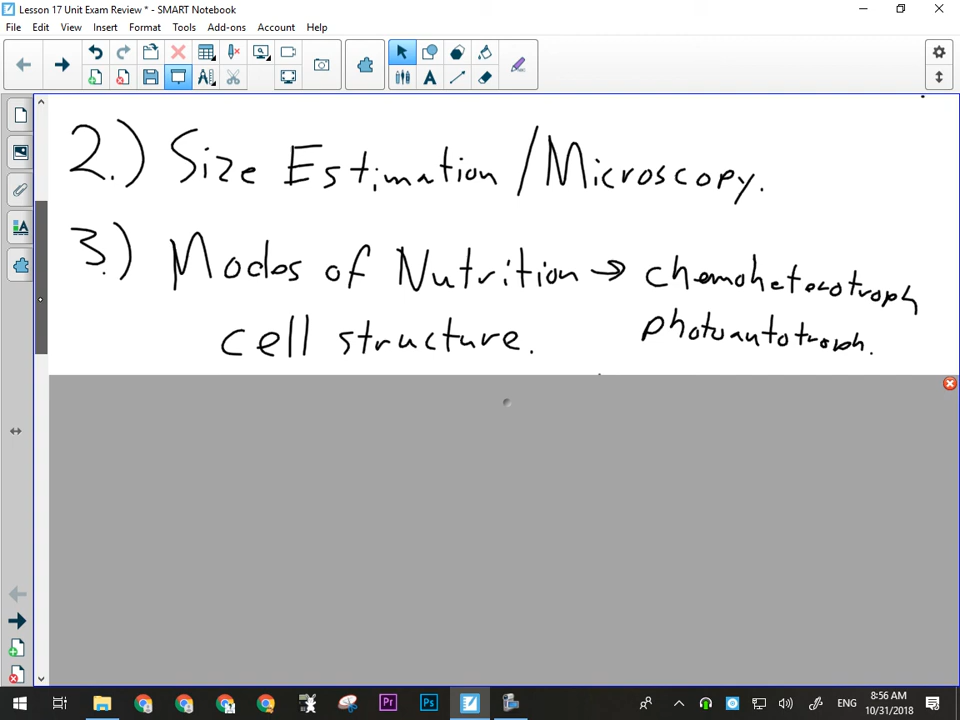 Lesson 17 Unit Exam Review * - SMART Notebook
File Edit View Insert Format Tools Add-ons Account Help
2.) Size Estimation / Microscopy.
3.) Modes of Nutrition → chemoheterotroph
cell structure. photoautotroph.
ENG
8:56 AM
10/31/2018